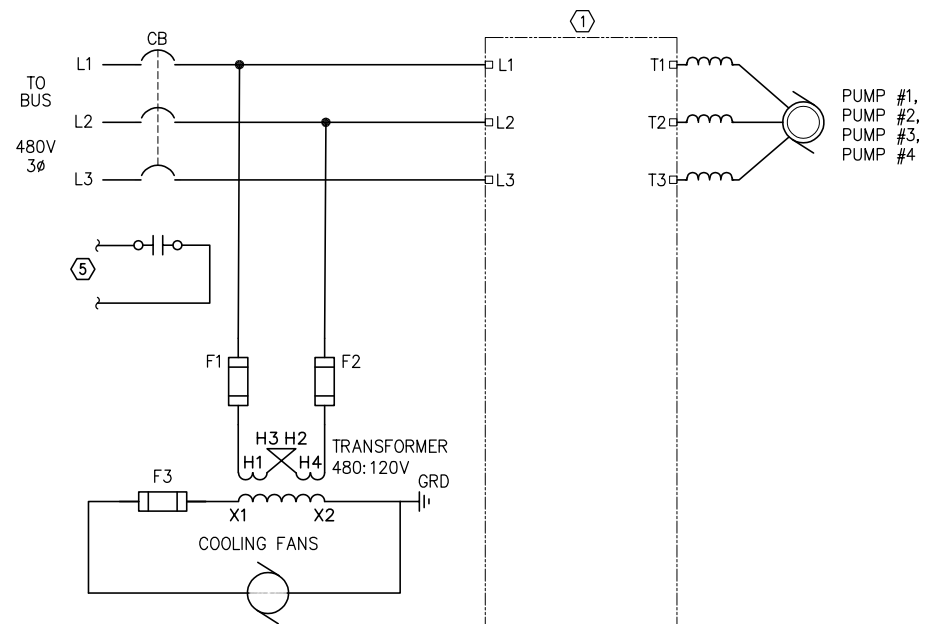 1
CB
L1
L1
T1
TO
BUS
L2
L2
T2
PUMP #1,
PUMP #2,
PUMP #3,
PUMP #4
480V
3ø
L3
L3
T3
5
F1
F2
H3 H2
H1
H4
TRANSFORMER
480:120V
F3
GRD
X1
X2
COOLING FANS